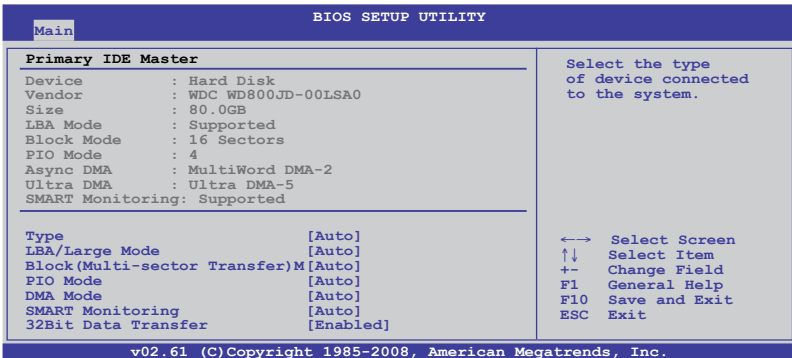 BIOS SETUP UTILITY
Main
Primary IDE Master
Device : Hard Disk
Vendor : WDC WD800JD-00LSA0
Size : 80.0GB
LBA Mode : Supported
Block Mode : 16 Sectors
PIO Mode : 4
Async DMA : MultiWord DMA-2
Ultra DMA : Ultra DMA-5
SMART Monitoring: Supported
Type [Auto]
LBA/Large Mode [Auto]
Block(Multi-sector Transfer)M[Auto]
PIO Mode [Auto]
DMA Mode [Auto]
SMART Monitoring [Auto]
32Bit Data Transfer [Enabled]
Select the type
of device connected
to the system.
←→ Select Screen
↑↓ Select Item
+- Change Field
F1 General Help
F10 Save and Exit
ESC Exit
v02.61 (C)Copyright 1985-2008, American Megatrends, Inc.